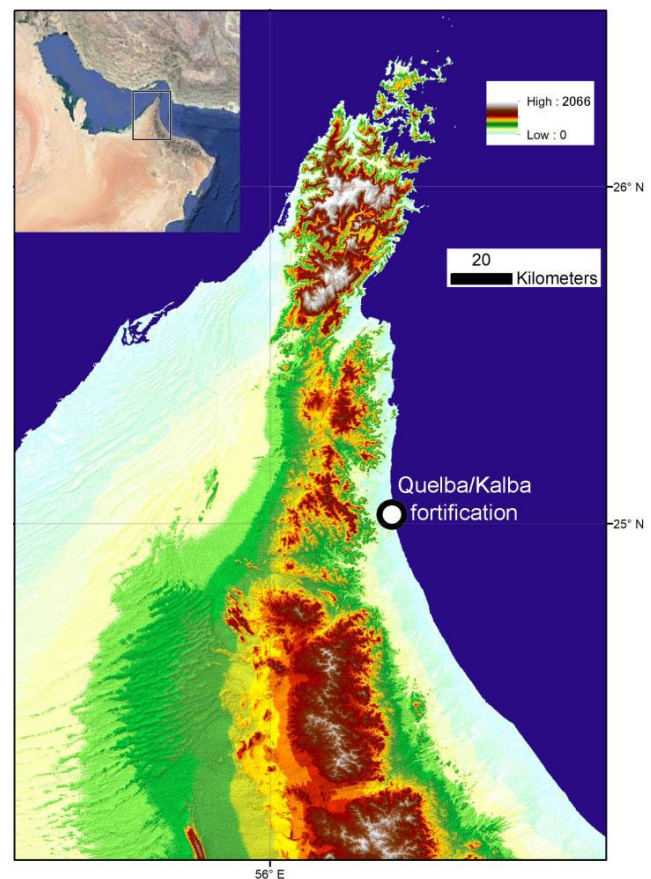 High : 2066
Low : 0
26° N
20
Kilometers
Quelba/Kalba
fortification
25° N
56° E